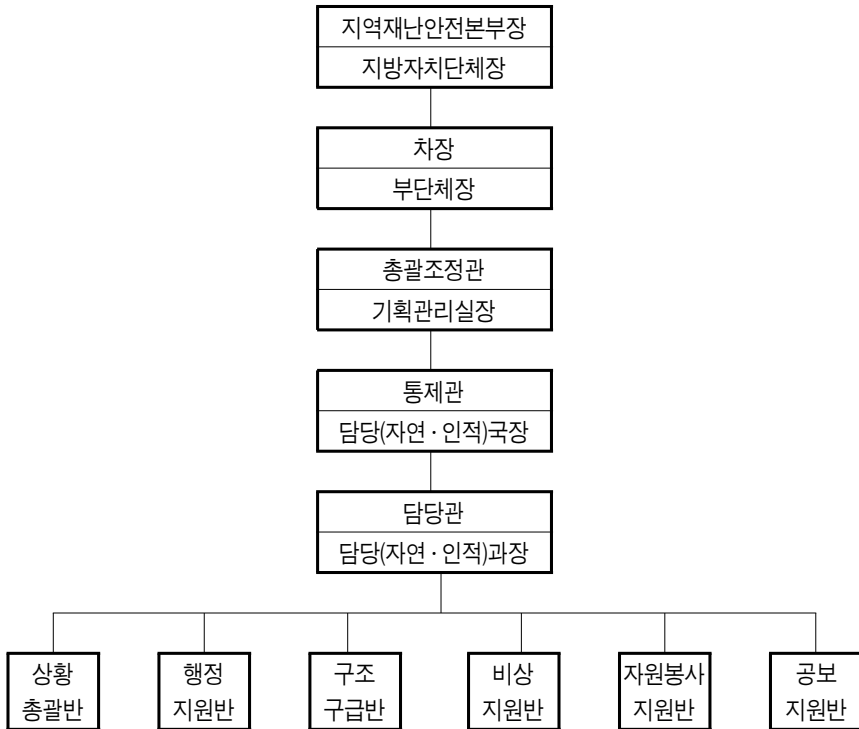 지역재난안전본부장
지방자치단체장
차장
부단체장
총괄조정관
기획관리실장
통제관
담당(자연 · 인적)국장
담당관
담당(자연 · 인적)과장
상황
총괄반
행정
지원반
구조
구급반
비상
지원반
자원봉사
지원반
공보
지원반